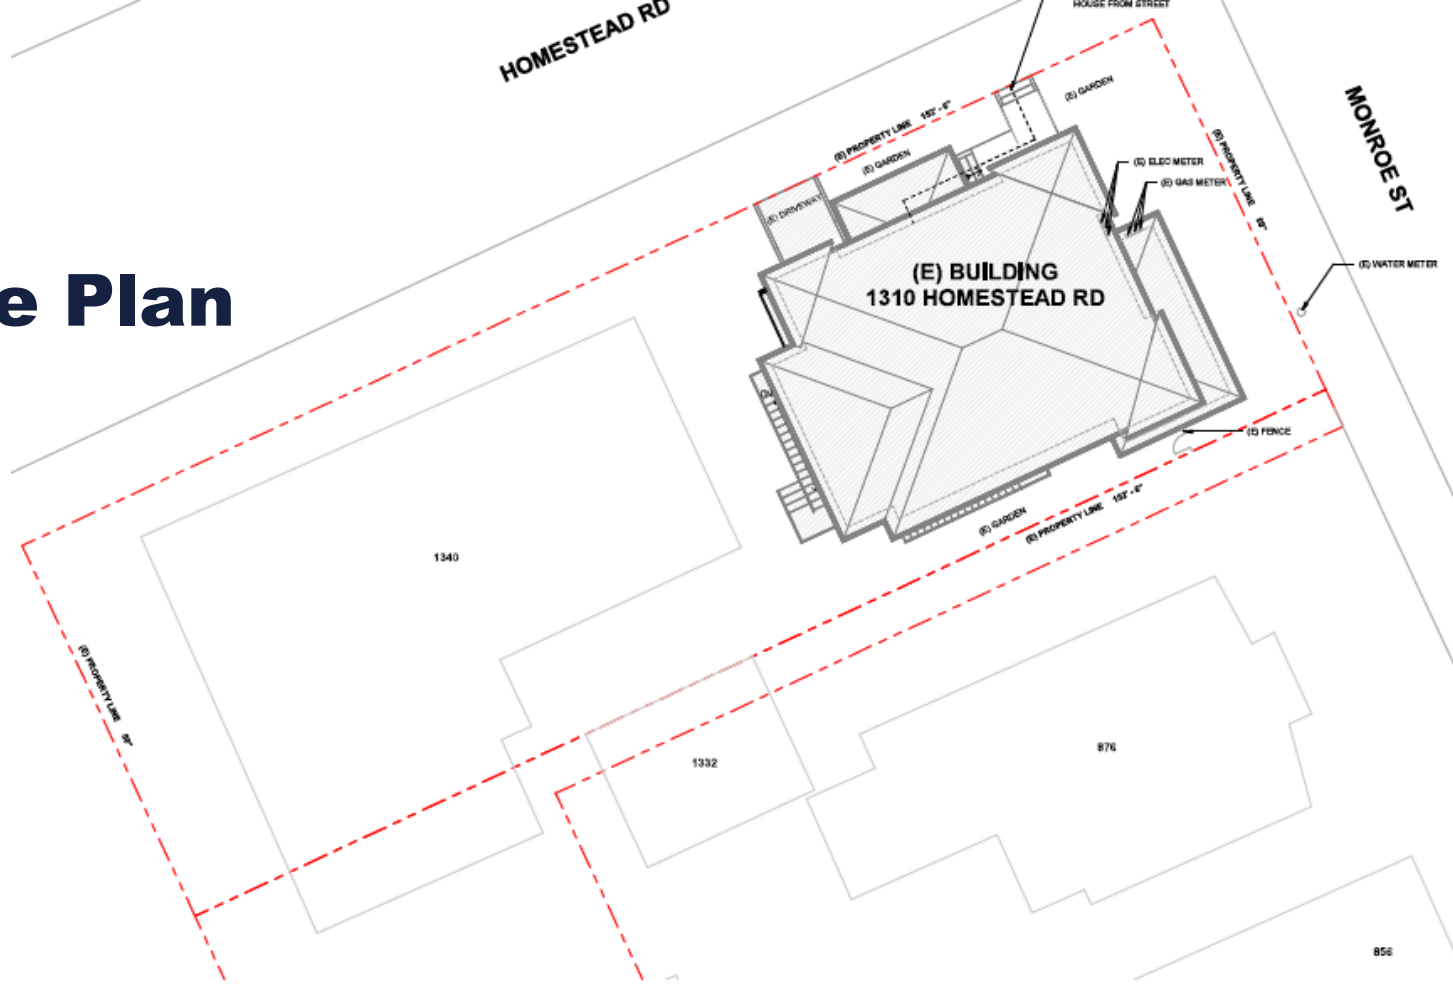 HOUSE FROM STREET
HOMESTEAD RD
(E) GARDEN
MONROE ST
(E) PROPERTY LINE 152' - 6"
(E) GARDEN
(E) ELEC METER
(E) PROPERTY LINE
(E) GAS METER
(E) DRIVEWAY
(E) WATER METER
(E) BUILDING
1310 HOMESTEAD RD
e Plan
(E) FENCE
(E) GARDEN
(E) PROPERTY LINE 152' - 6"
1340
(E) PROPERTY LINE
1332
876
856